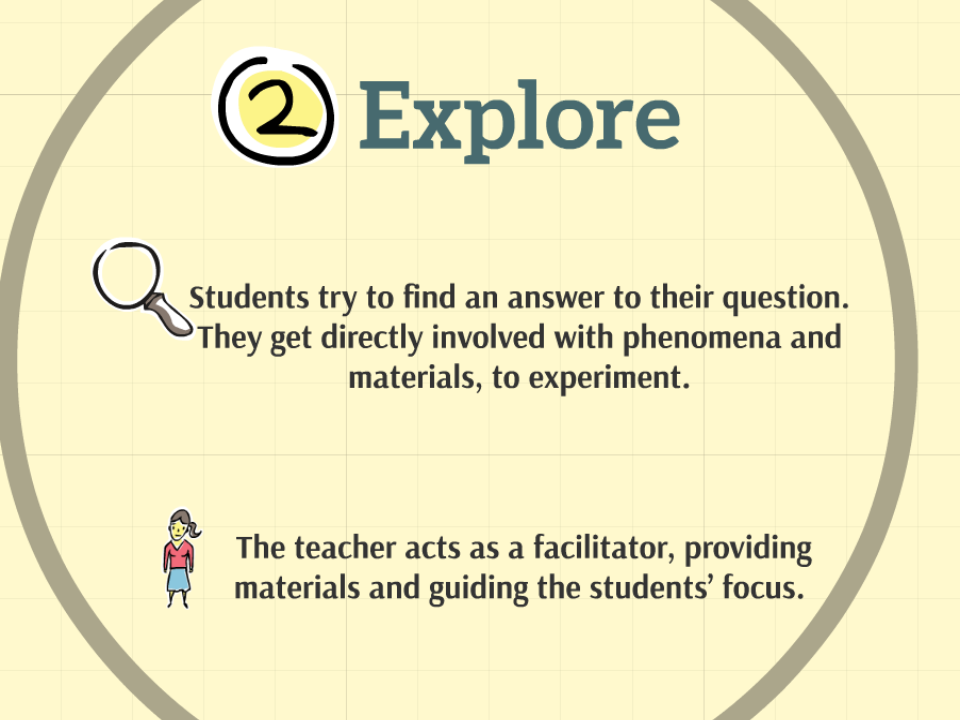 2 Explore
Students try to find an answer to their question.
They get directly involved with phenomena and
materials, to experiment.
The teacher acts as a facilitator, providing
materials and guiding the students’ focus.